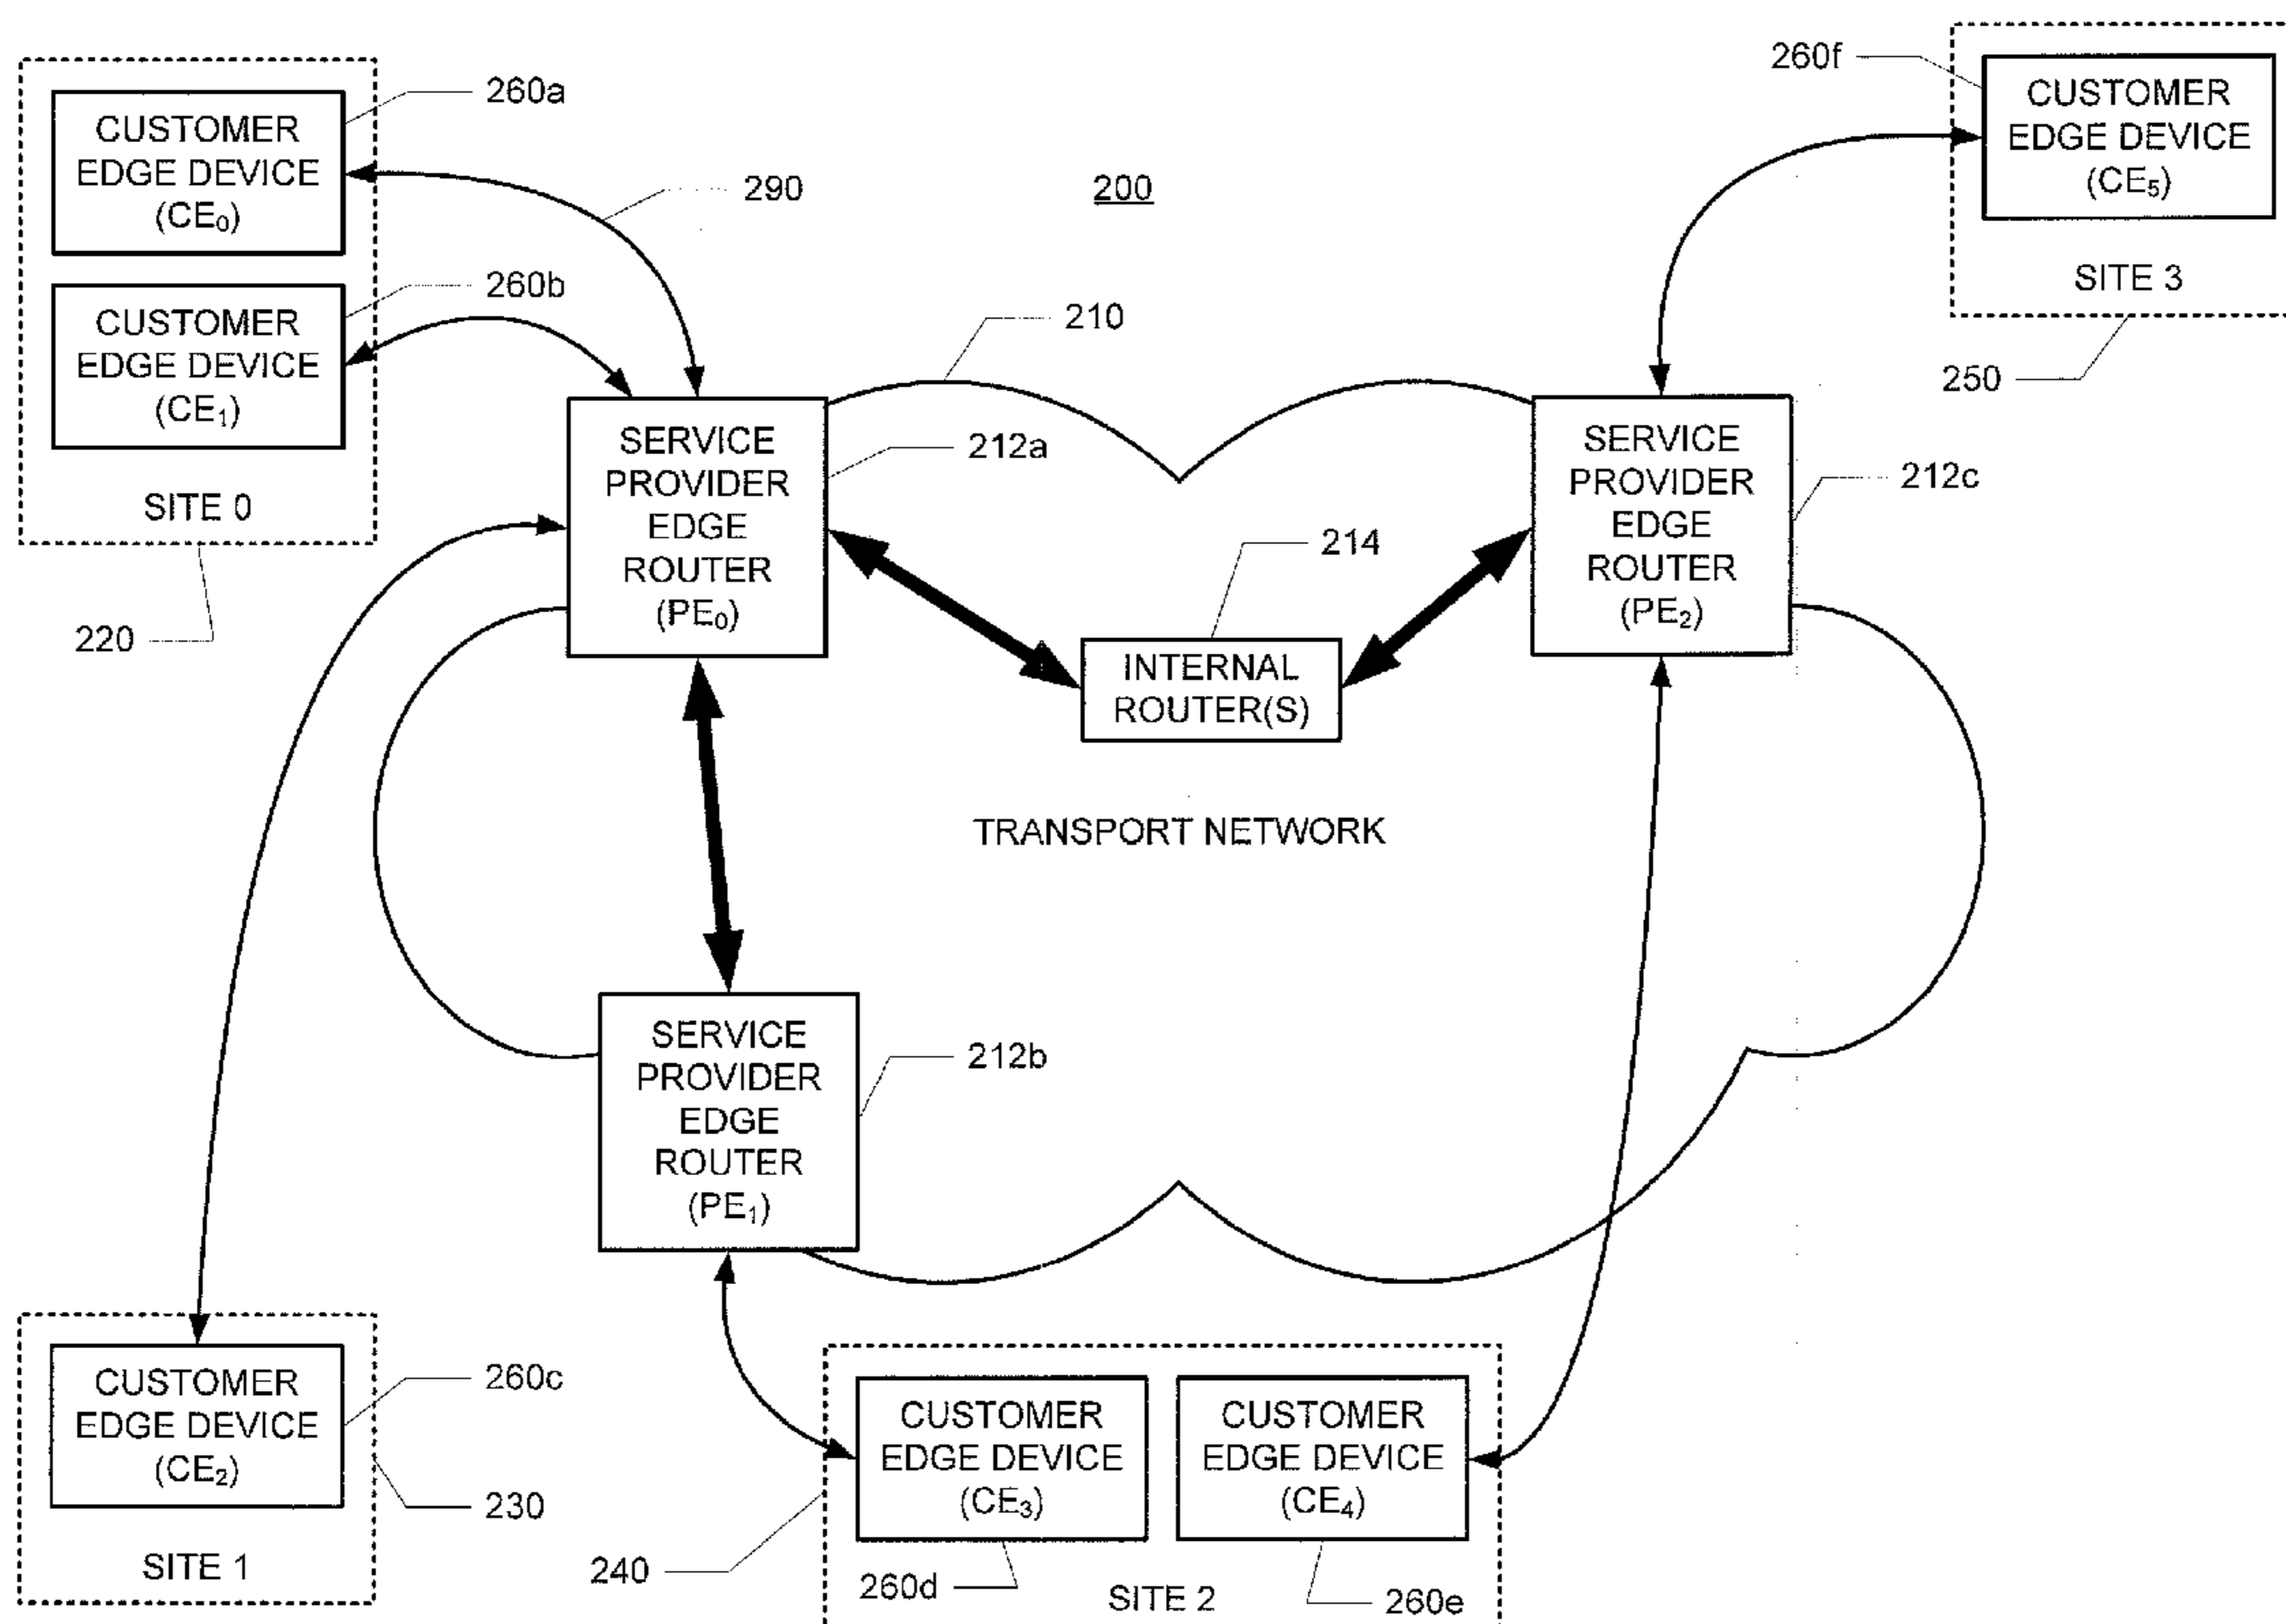 260a
CUSTOMER
EDGE DEVICE
(CE₀)
260b
CUSTOMER
EDGE DEVICE
(CE₁)
SITE 0
220
290
200
260f
CUSTOMER
EDGE DEVICE
(CE₅)
SITE 3
250
210
SERVICE
PROVIDER
EDGE
ROUTER
(PE₀)
212a
214
INTERNAL
ROUTER(S)
SERVICE
PROVIDER
EDGE
ROUTER
(PE₂)
212c
TRANSPORT NETWORK
SERVICE
PROVIDER
EDGE
ROUTER
(PE₁)
212b
CUSTOMER
EDGE DEVICE
(CE₂)
260c
230
SITE 1
CUSTOMER
EDGE DEVICE
(CE₃)
CUSTOMER
EDGE DEVICE
(CE₄)
240
260d
SITE 2
260e